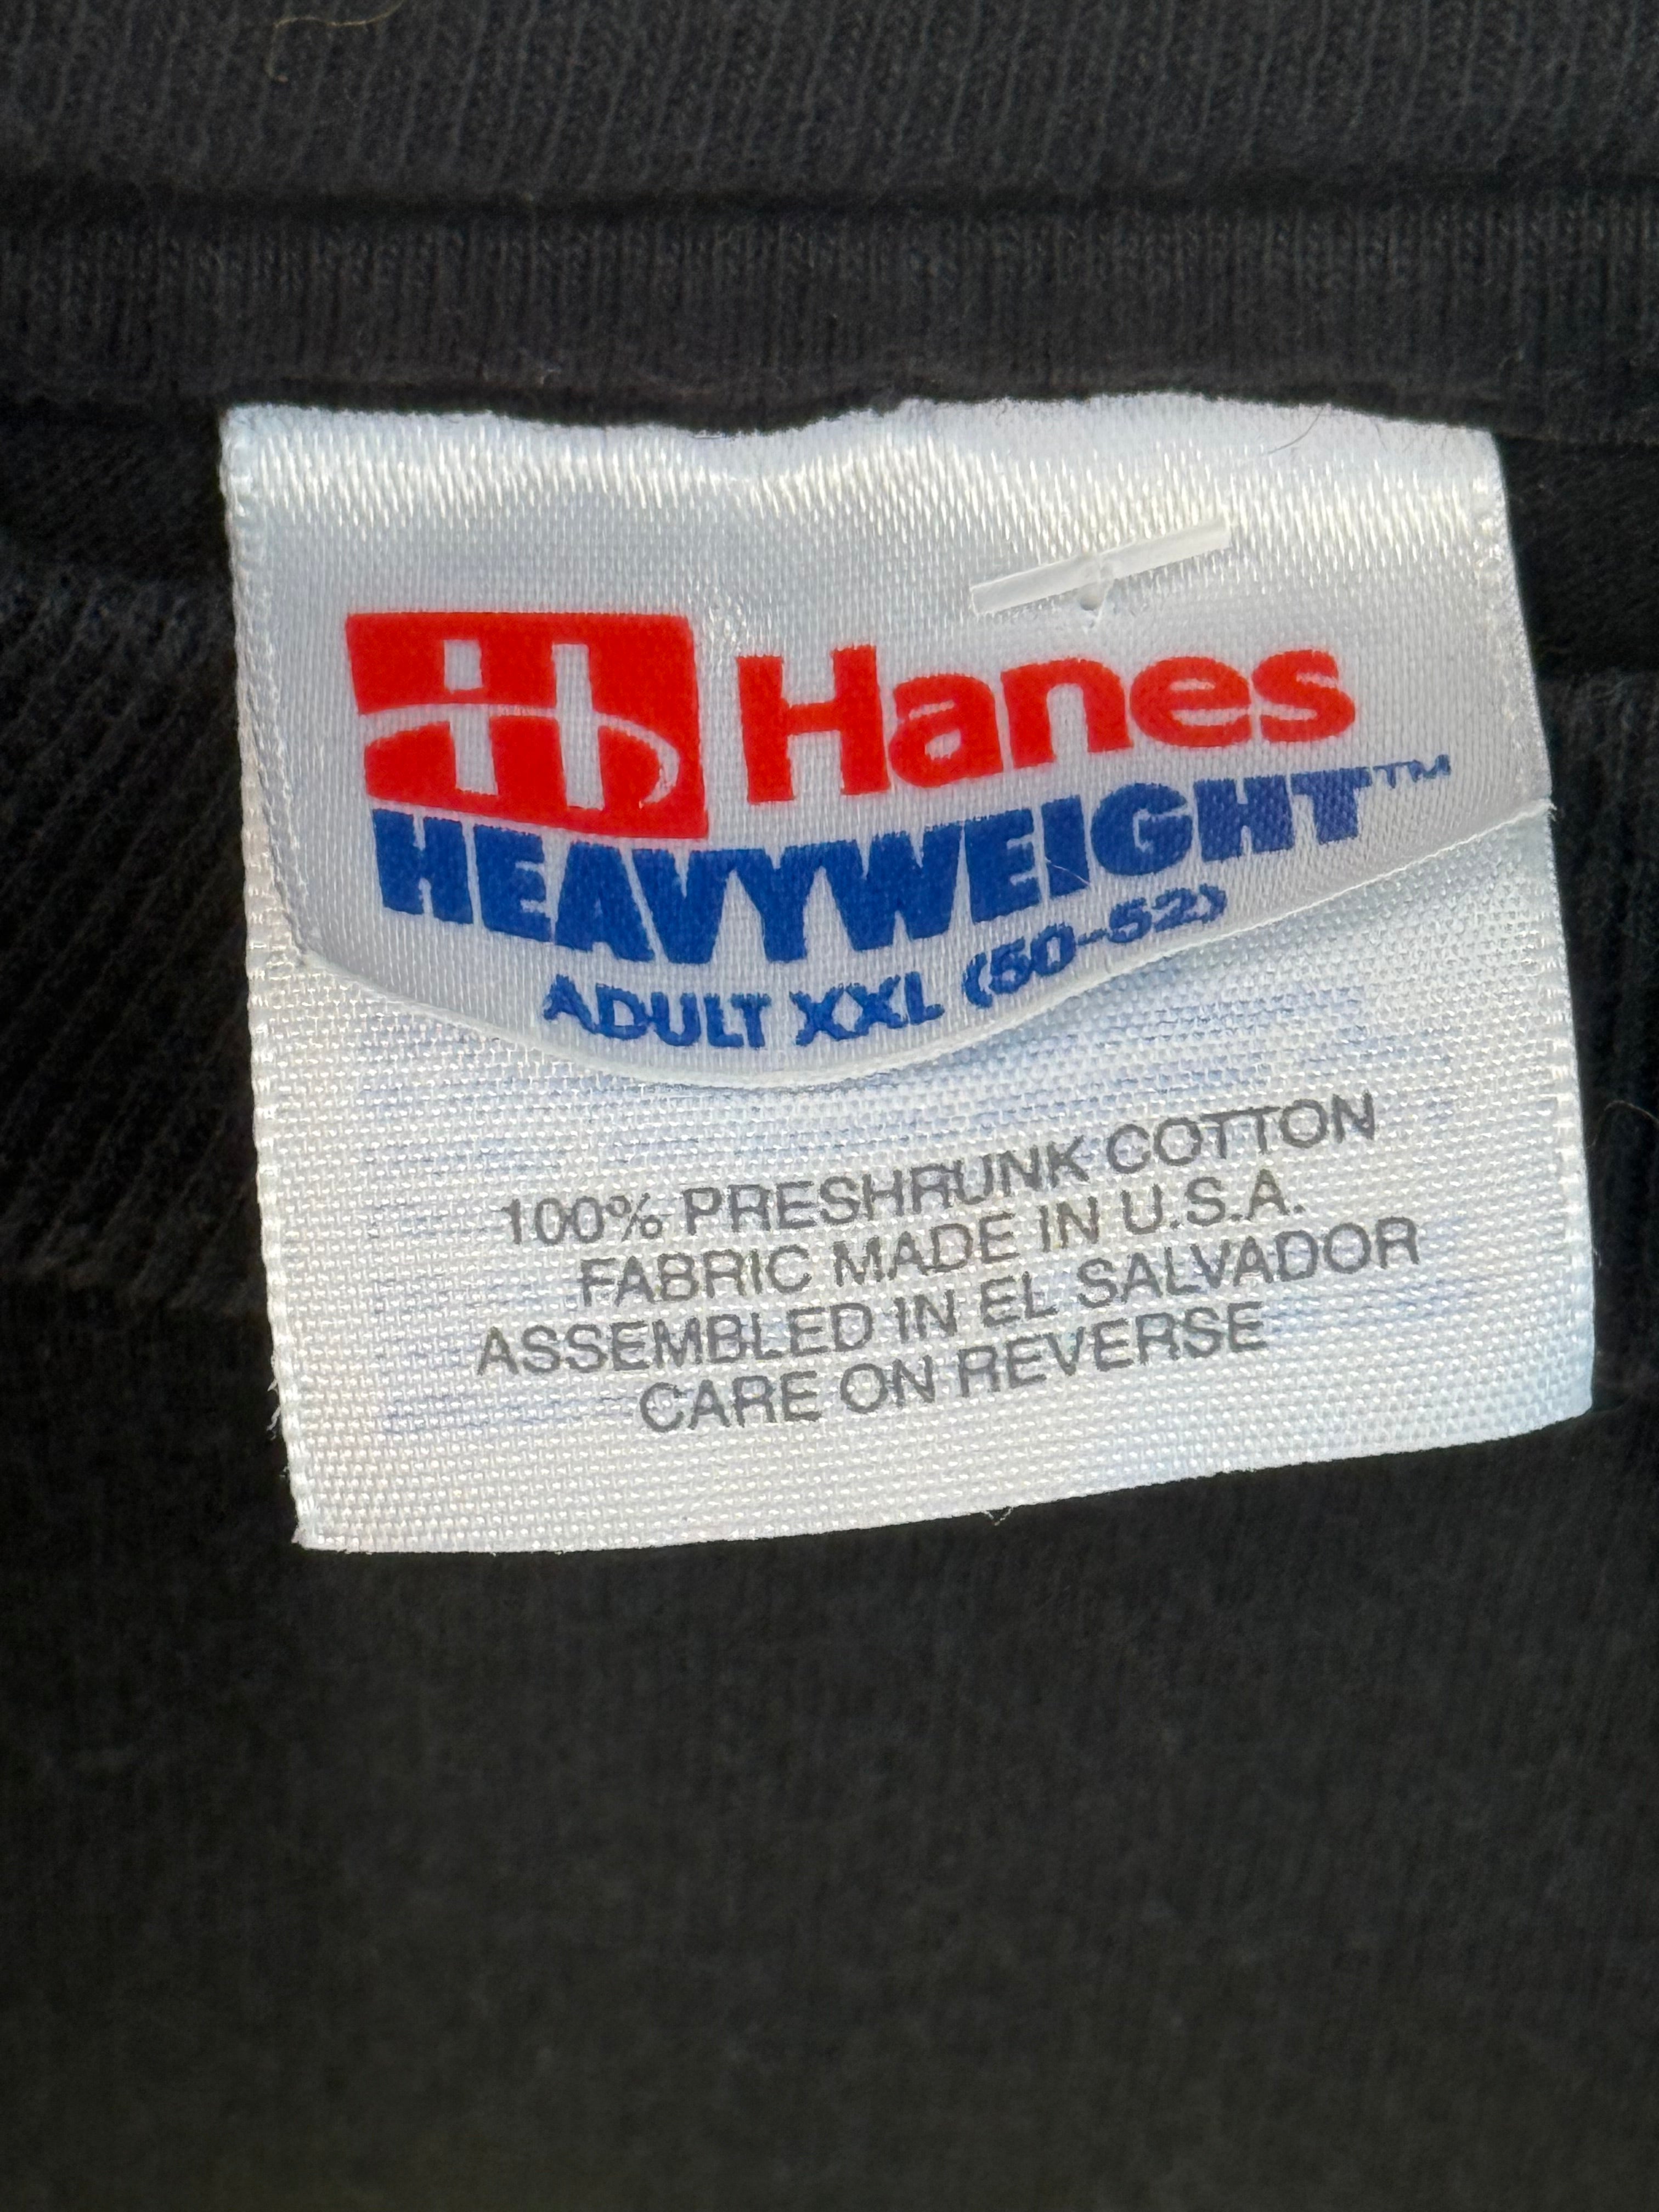 Hanes
HEAVYWEIGHT™
ADULT XXL (50-52)
100% PRESHRUNK COTTON
FABRIC MADE IN U.S.A.
ASSEMBLED IN EL SALVADOR
CARE ON REVERSE